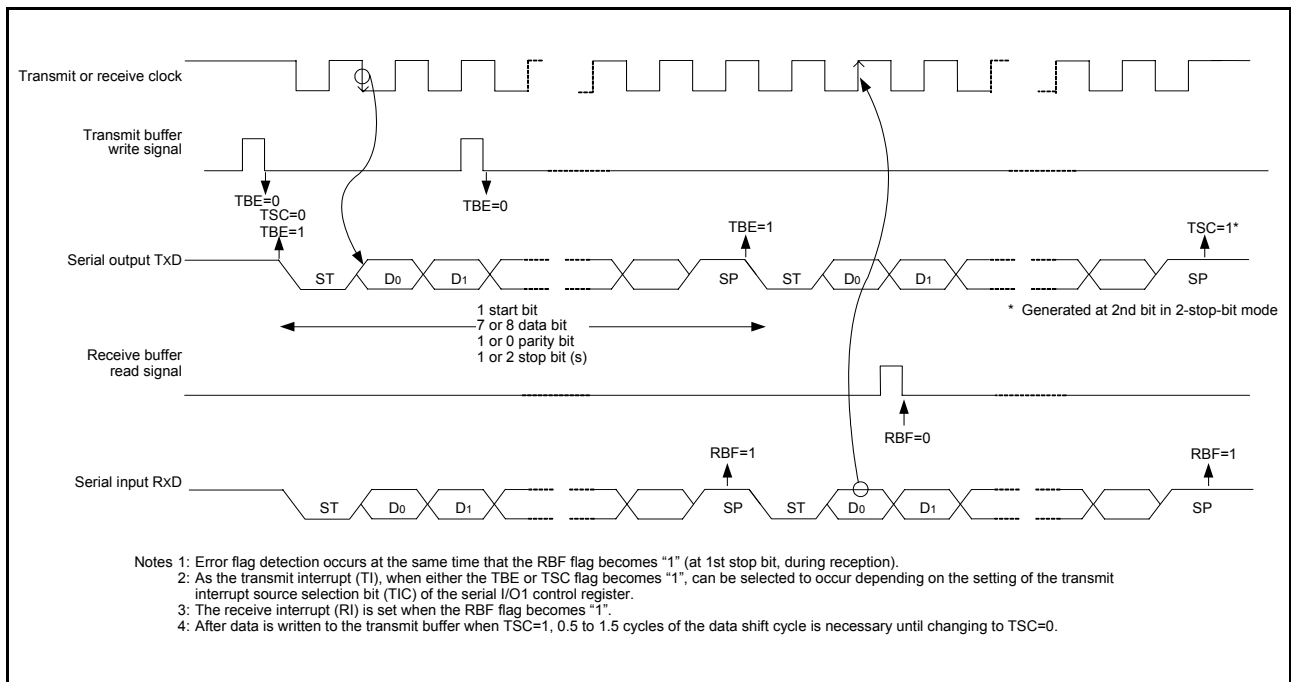 Transmit or receive clock
Transmit buffer
write signal
TBE=0
TSC=0
TBE=1
TBE=0
TBE=1
TSC=1*
Serial output TxD
ST
D0
D1
SP
ST
D0
D1
SP
1 start bit
7 or 8 data bit
1 or 0 parity bit
1 or 2 stop bit (s)
* Generated at 2nd bit in 2-stop-bit mode
Receive buffer
read signal
RBF=0
RBF=1
RBF=1
Serial input RxD
ST
D0
D1
SP
ST
D0
D1
SP
Notes 1: Error flag detection occurs at the same time that the RBF flag becomes “1” (at 1st stop bit, during reception).
2: As the transmit interrupt (TI), when either the TBE or TSC flag becomes “1”, can be selected to occur depending on the setting of the transmit
interrupt source selection bit (TIC) of the serial I/O1 control register.
3: The receive interrupt (RI) is set when the RBF flag becomes “1”.
4: After data is written to the transmit buffer when TSC=1, 0.5 to 1.5 cycles of the data shift cycle is necessary until changing to TSC=0.